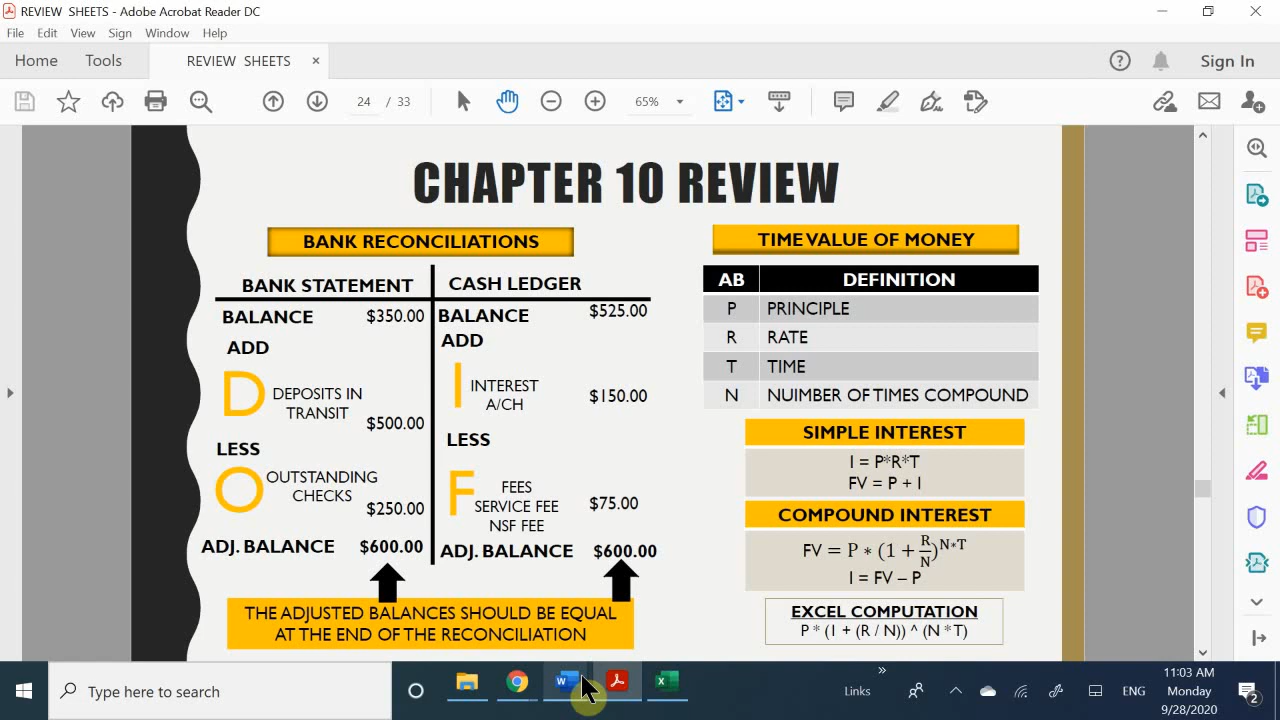 REVIEW SHEETS - Adobe Acrobat Reader DC
File Edit View Sign Window Help
Home Tools REVIEW SHEETS × Sign In
24 / 33 65%
CHAPTER 10 REVIEW
BANK RECONCILIATIONS
BANK STATEMENT CASH LEDGER
BALANCE $350.00 BALANCE $525.00
ADD ADD
D DEPOSITS IN
TRANSIT
$500.00
I INTEREST
A/CH
$150.00
LESS LESS
O OUTSTANDING
CHECKS
$250.00
F FEES
SERVICE FEE
NSF FEE
$75.00
ADJ. BALANCE $600.00 ADJ. BALANCE $600.00
THE ADJUSTED BALANCES SHOULD BE EQUAL
AT THE END OF THE RECONCILIATION
TIME VALUE OF MONEY
AB DEFINITION
P PRINCIPLE
R RATE
T TIME
N NUIMBER OF TIMES COMPOUND
SIMPLE INTEREST
I = P*R*T
FV = P + I
COMPOUND INTEREST
FV = P ∗ (1 + R/N)^N∗T
I = FV – P
EXCEL COMPUTATION
P * (1 + (R / N)) ^ (N * T)
Type here to search
Links
ENG
11:03 AM
Monday
9/28/2020
2